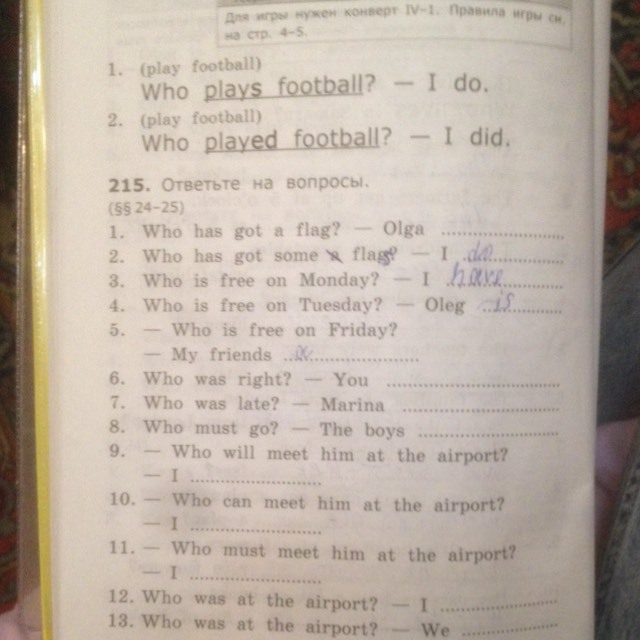 Для игры нужен конверт IV–1. Правила игры см.
на стр. 4–5.
1. (play football)
Who plays football? — I do.
2. (play football)
Who played football? — I did.
215. Ответьте на вопросы.
(§§ 24–25)
1. Who has got a flag? — Olga ....................
2. Who has got some a flags? — I do....................
3. Who is free on Monday? — I have....................
4. Who is free on Tuesday? — Oleg ...is....................
5. — Who is free on Friday?
— My friends ....................
6. Who was right? — You ....................
7. Who was late? — Marina ....................
8. Who must go? — The boys ....................
9. — Who will meet him at the airport?
— I ....................
10. — Who can meet him at the airport?
— I ....................
11. — Who must meet him at the airport?
— I ....................
12. Who was at the airport? — I ....................
13. Who was at the airport? — We ....................